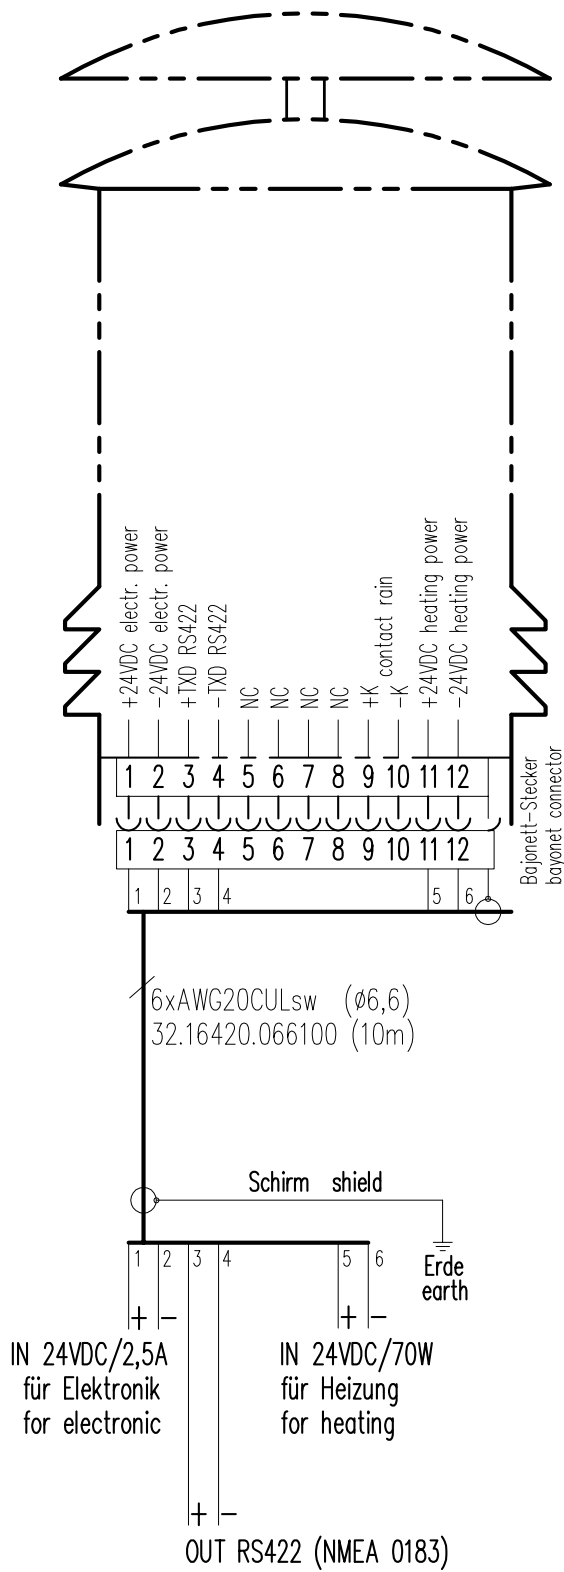 +24VDC electr. power
-24VDC electr. power
+TXD RS422
-TXD RS422
NC
NC
NC
NC
+K
contact rain
-K
+24VDC heating power
-24VDC heating power
1 2 3 4 5 6 7 8 9 10 11 12
1 2 3 4 5 6 7 8 9 10 11 12
Bajonett-Stecker
bayonet connector
1 2 3 4 5 6
6xAWG20CULsw (ø6,6)
32.16420.066100 (10m)
Schirm shield
Erde
earth
1 2 3 4 5 6
+ - + -
IN 24VDC/2,5A
für Elektronik
for electronic
IN 24VDC/70W
für Heizung
for heating
+ -
OUT RS422 (NMEA 0183)